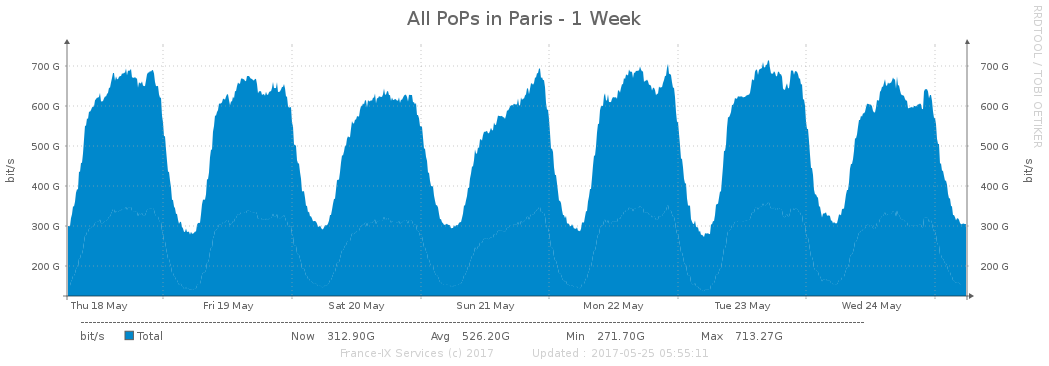 All PoPs in Paris - 1 Week
RRDTOOL / TOBI OETIKER
bit/s
700 G
600 G
500 G
400 G
300 G
200 G
700 G
600 G
500 G
400 G
300 G
200 G
bit/s
Thu 18 May Fri 19 May Sat 20 May Sun 21 May Mon 22 May Tue 23 May Wed 24 May
bit/s Total Now 312.90G Avg 526.20G Min 271.70G Max 713.27G
France-IX Services (c) 2017 Updated : 2017-05-25 05:55:11